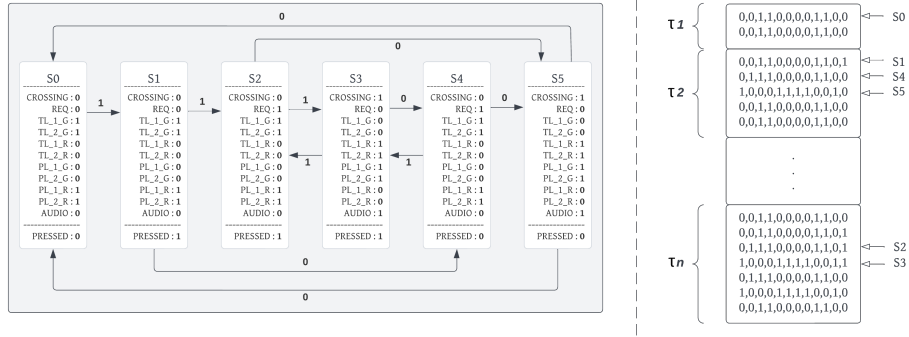 0
0
S0
CROSSING : 0
REQ : 0
TL_1_G : 1
TL_2_G : 1
TL_1_R : 0
TL_2_R : 0
PL_1_G : 0
PL_2_G : 0
PL_1_R : 1
PL_2_R : 1
AUDIO : 0
PRESSED : 0
1
S1
CROSSING : 0
REQ : 0
TL_1_G : 1
TL_2_G : 1
TL_1_R : 0
TL_2_R : 0
PL_1_G : 0
PL_2_G : 0
PL_1_R : 1
PL_2_R : 1
AUDIO : 0
PRESSED : 1
1
S2
CROSSING : 0
REQ : 1
TL_1_G : 1
TL_2_G : 1
TL_1_R : 0
TL_2_R : 0
PL_1_G : 0
PL_2_G : 0
PL_1_R : 1
PL_2_R : 1
AUDIO : 0
PRESSED : 1
1
1
S3
CROSSING : 1
REQ : 0
TL_1_G : 0
TL_2_G : 0
TL_1_R : 1
TL_2_R : 1
PL_1_G : 1
PL_2_G : 1
PL_1_R : 0
PL_2_R : 0
AUDIO : 1
PRESSED : 1
0
1
S4
CROSSING : 0
REQ : 1
TL_1_G : 1
TL_2_G : 1
TL_1_R : 0
TL_2_R : 0
PL_1_G : 0
PL_2_G : 0
PL_1_R : 1
PL_2_R : 1
AUDIO : 0
PRESSED : 0
0
S5
CROSSING : 1
REQ : 0
TL_1_G : 0
TL_2_G : 0
TL_1_R : 1
TL_2_R : 1
PL_1_G : 1
PL_2_G : 1
PL_1_R : 0
PL_2_R : 0
AUDIO : 1
PRESSED : 0
0
0
τ1
0,0,1,1,0,0,0,0,1,1,0,0 S0
0,0,1,1,0,0,0,0,1,1,0,0
τ2
0,0,1,1,0,0,0,0,1,1,0,1 S1
0,1,1,1,0,0,0,0,1,1,0,0 S4
1,0,0,0,1,1,1,1,0,0,1,0 S5
0,0,1,1,0,0,0,0,1,1,0,0
0,0,1,1,0,0,0,0,1,1,0,0
.
.
.
τn
0,0,1,1,0,0,0,0,1,1,0,0
0,0,1,1,0,0,0,0,1,1,0,1
0,1,1,1,0,0,0,0,1,1,0,1 S2
1,0,0,0,1,1,1,1,0,0,1,1 S3
0,1,1,1,0,0,0,0,1,1,0,0
1,0,0,0,1,1,1,1,0,0,1,0
0,0,1,1,0,0,0,0,1,1,0,0